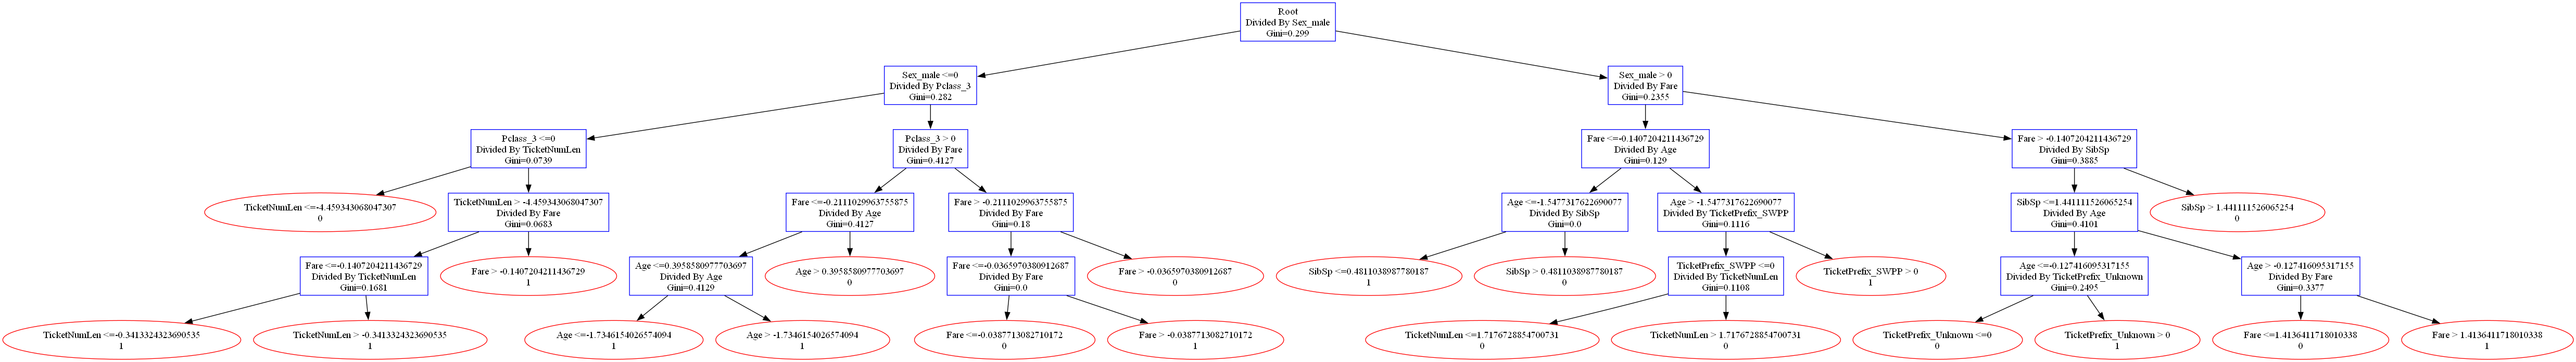 Root
Divided By Sex_male
Gini=0.299
Sex_male <=0
Divided By Pclass_3
Gini=0.282
Sex_male > 0
Divided By Fare
Gini=0.2355
Pclass_3 <=0
Divided By TicketNumLen
Gini=0.0739
Pclass_3 > 0
Divided By Fare
Gini=0.4127
Fare <=-0.1407204211436729
Divided By Age
Gini=0.129
Fare > -0.1407204211436729
Divided By SibSp
Gini=0.3885
TicketNumLen <=-4.459343068047307
0
TicketNumLen > -4.459343068047307
Divided By Fare
Gini=0.0683
Fare <=-0.2111029963755875
Divided By Age
Gini=0.4127
Fare > -0.2111029963755875
Divided By Fare
Gini=0.18
Age <=-1.5477317622690077
Divided By SibSp
Gini=0.0
Age > -1.5477317622690077
Divided By TicketPrefix_SWPP
Gini=0.1116
SibSp <=1.441111526065254
Divided By Age
Gini=0.4101
SibSp > 1.441111526065254
0
Fare <=-0.1407204211436729
Divided By TicketNumLen
Gini=0.1681
Fare > -0.1407204211436729
1
Age <=0.3958580977703697
Divided By Age
Gini=0.4129
Age > 0.3958580977703697
0
Fare <=-0.0365970380912687
Divided By Fare
Gini=0.0
Fare > -0.0365970380912687
0
SibSp <=0.4811038987780187
1
SibSp > 0.4811038987780187
0
TicketPrefix_SWPP <=0
Divided By TicketNumLen
Gini=0.1108
TicketPrefix_SWPP > 0
1
Age <=-0.127416095317155
Divided By TicketPrefix_Unknown
Gini=0.2495
Age > -0.127416095317155
Divided By Fare
Gini=0.3377
TicketNumLen <=-0.3413324323690535
1
TicketNumLen > -0.3413324323690535
1
Age <=-1.7346154026574094
1
Age > -1.7346154026574094
1
Fare <=-0.0387713082710172
0
Fare > -0.0387713082710172
1
TicketNumLen <=1.7176728854700731
0
TicketNumLen > 1.7176728854700731
0
TicketPrefix_Unknown <=0
0
TicketPrefix_Unknown > 0
1
Fare <=1.4136411718010338
0
Fare > 1.4136411718010338
1